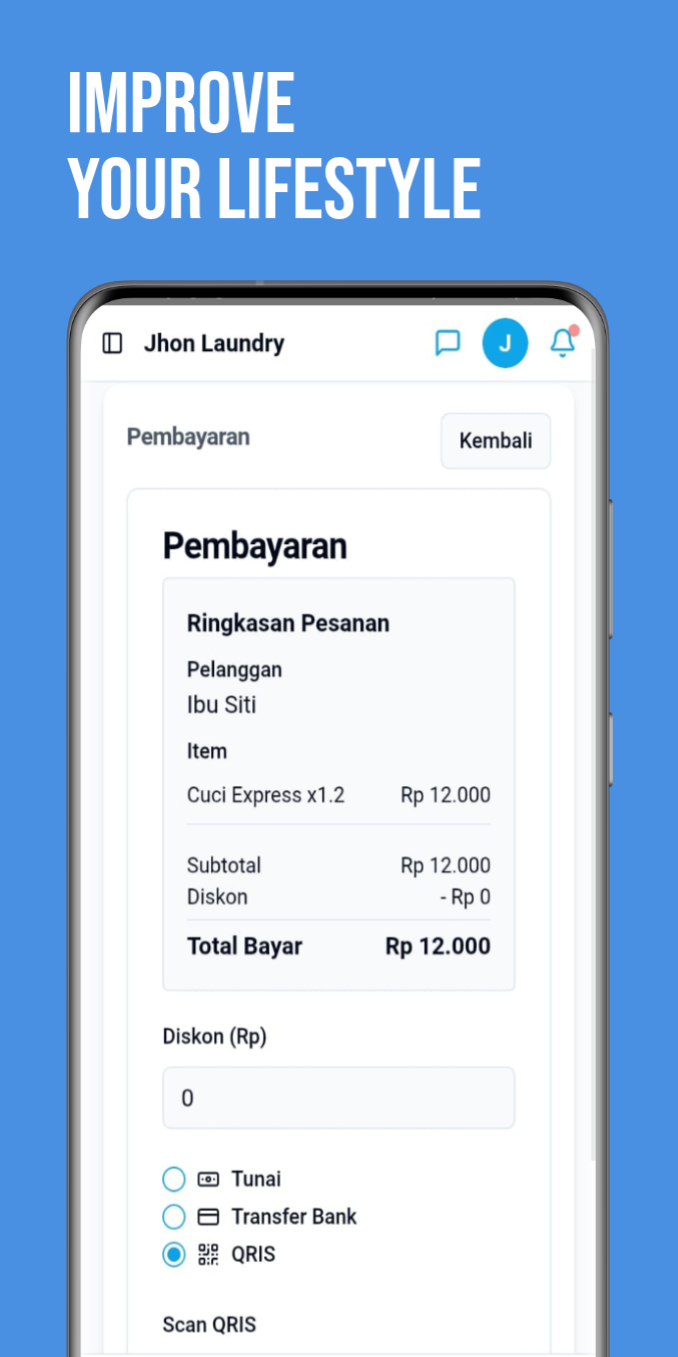 IMPROVE
YOUR LIFESTYLE
Jhon Laundry
J
Pembayaran
Kembali
Pembayaran
Ringkasan Pesanan
Pelanggan
Ibu Siti
Item
Cuci Express x1.2 Rp 12.000
Subtotal Rp 12.000
Diskon - Rp 0
Total Bayar Rp 12.000
Diskon (Rp)
0
Tunai
Transfer Bank
QRIS
Scan QRIS